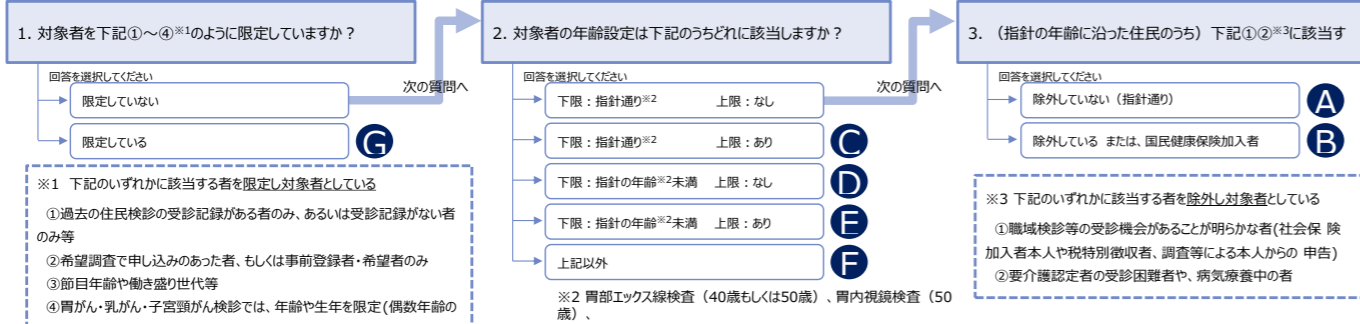 1. 対象者を下記①～④※1のように限定していますか？
回答を選択してください
限定していない
次の質問へ
限定している
G
※1 下記のいずれかに該当する者を限定し対象者としている
①過去の住民検診の受診記録がある者のみ、あるいは受診記録がない者
のみ等
②希望調査で申し込みのあった者、もしくは事前登録者・希望者のみ
③節目年齢や働き盛り世代等
④胃がん・乳がん・子宮頸がん検診では、年齢や生年を限定(偶数年齢の
2. 対象者の年齢設定は下記のうちどれに該当しますか？
回答を選択してください
下限：指針通り※2 上限：なし
次の質問へ
下限：指針通り※2 上限：あり
C
下限：指針の年齢※2未満 上限：なし
D
下限：指針の年齢※2未満 上限：あり
E
上記以外
F
※2 胃部エックス線検査（40歳もしくは50歳）、胃内視鏡検査（50
歳）、
3. （指針の年齢に沿った住民のうち）下記①②※3に該当す
回答を選択してください
除外していない（指針通り）
A
除外している または、国民健康保険加入者
B
※3 下記のいずれかに該当する者を除外し対象者としている
①職域検診等の受診機会があることが明らかな者(社会保 険
加入者本人や税特別徴収者、調査等による本人からの 申告)
②要介護認定者の受診困難者や、病気療養中の者